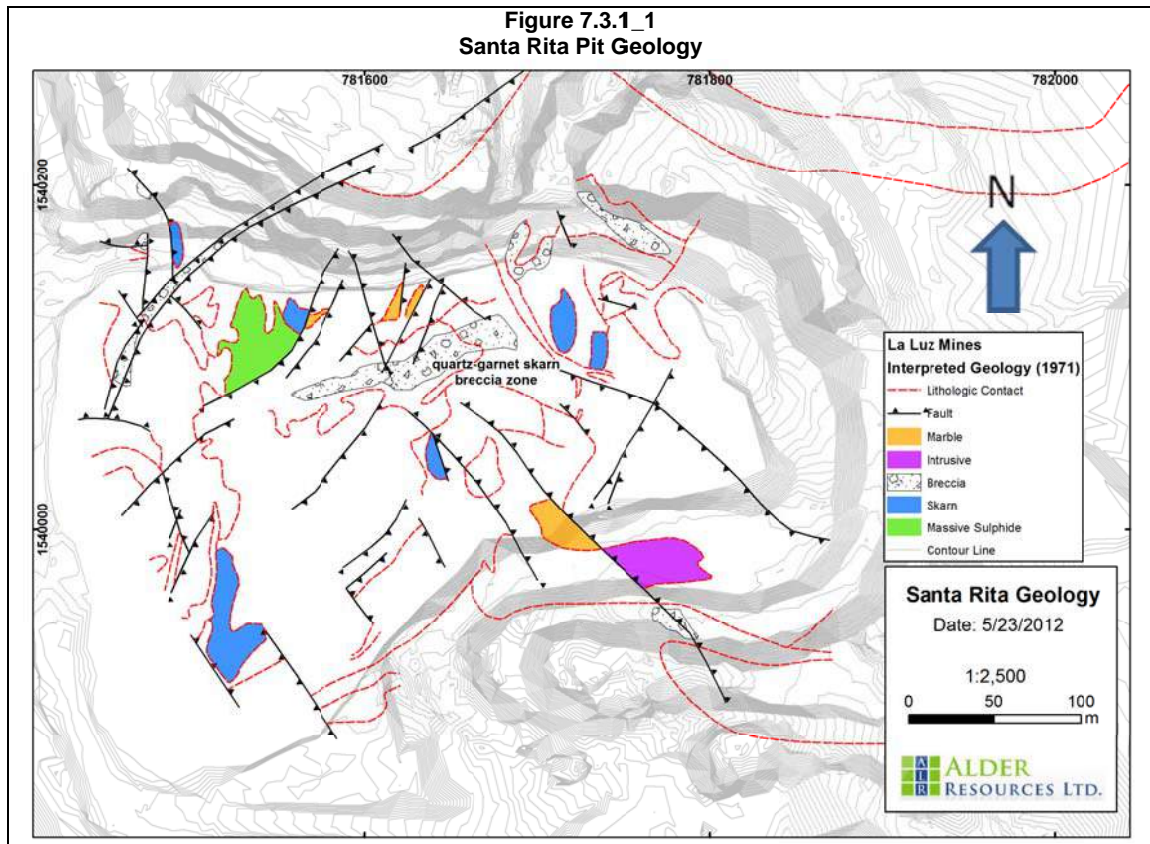 Figure 7.3.1_1
Santa Rita Pit Geology
781600
781800
782000
1540200
1540000
N
quartz-garnet skarn
breccia zone
La Luz Mines
Interpreted Geology (1971)
Lithologic Contact
Fault
Marble
Intrusive
Breccia
Skarn
Massive Sulphide
Contour Line
Santa Rita Geology
Date: 5/23/2012
1:2,500
0 50 100
m
ALR
ALDER
RESOURCES LTD.